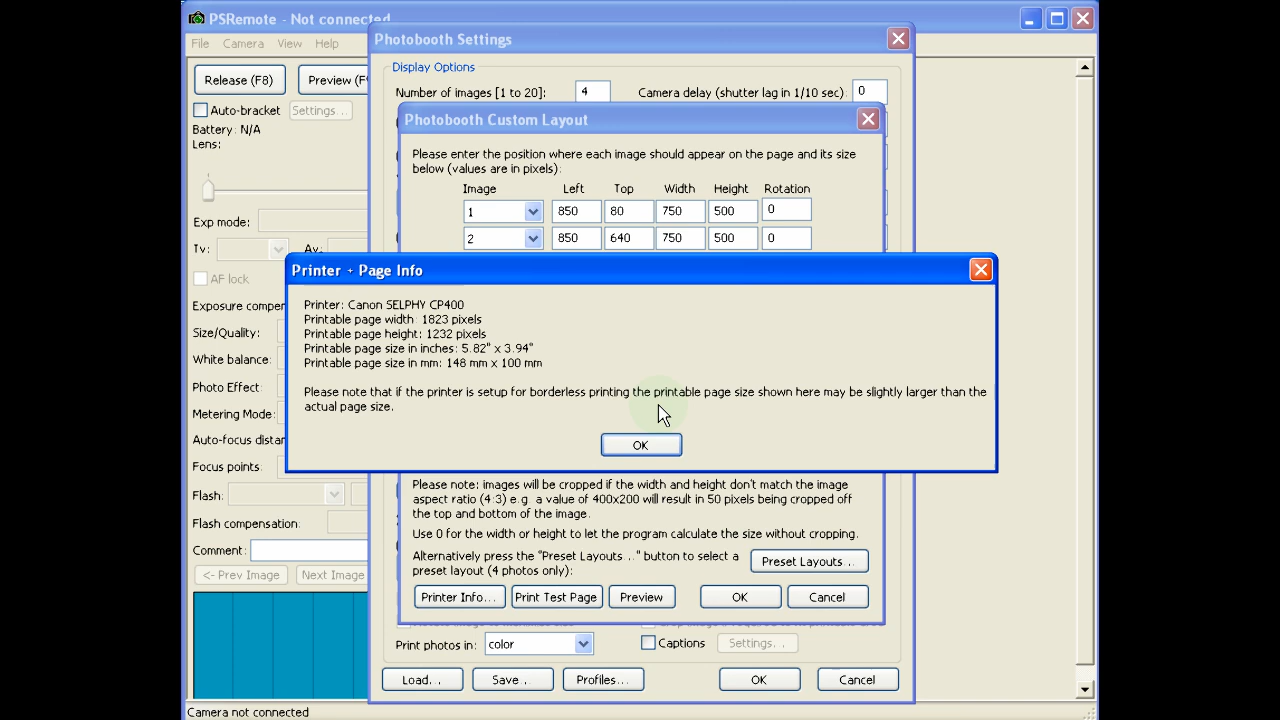 PSRemote - Not connected
File Camera View Help
Photobooth Settings
Display Options
Number of images [1 to 20]: 4 Camera delay (shutter lag in 1/10 sec): 0
Release (F8) Preview (F9
Auto-bracket Settings...
Battery: N/A
Lens:
Photobooth Custom Layout
Please enter the position where each image should appear on the page and its size
below (values are in pixels):
Image Left Top Width Height Rotation
1 850 80 750 500 0
2 850 640 750 500 0
Exp mode:
Tv: Av:
AF lock
Exposure comper
Size/Quality:
White balance:
Photo Effect:
Metering Mode:
Auto-focus distar
Focus points:
Flash:
Flash compensation:
Comment:
<- Prev Image Next Image
Printer + Page Info
Printer: Canon SELPHY CP400
Printable page width: 1823 pixels
Printable page height: 1232 pixels
Printable page size in inches: 5.82" x 3.94"
Printable page size in mm: 148 mm x 100 mm
Please note that if the printer is setup for borderless printing the printable page size shown here may be slightly larger than the
actual page size.
OK
Please note: images will be cropped if the width and height don't match the image
aspect ratio (4:3) e.g. a value of 400x200 will result in 50 pixels being cropped off
the top and bottom of the image.
Use 0 for the width or height to let the program calculate the size without cropping.
Alternatively press the "Preset Layouts..." button to select a
preset layout (4 photos only):
Preset Layouts...
Printer Info... Print Test Page Preview OK Cancel
Print photos in: color Captions Settings...
Load... Save... Profiles... OK Cancel
Camera not connected